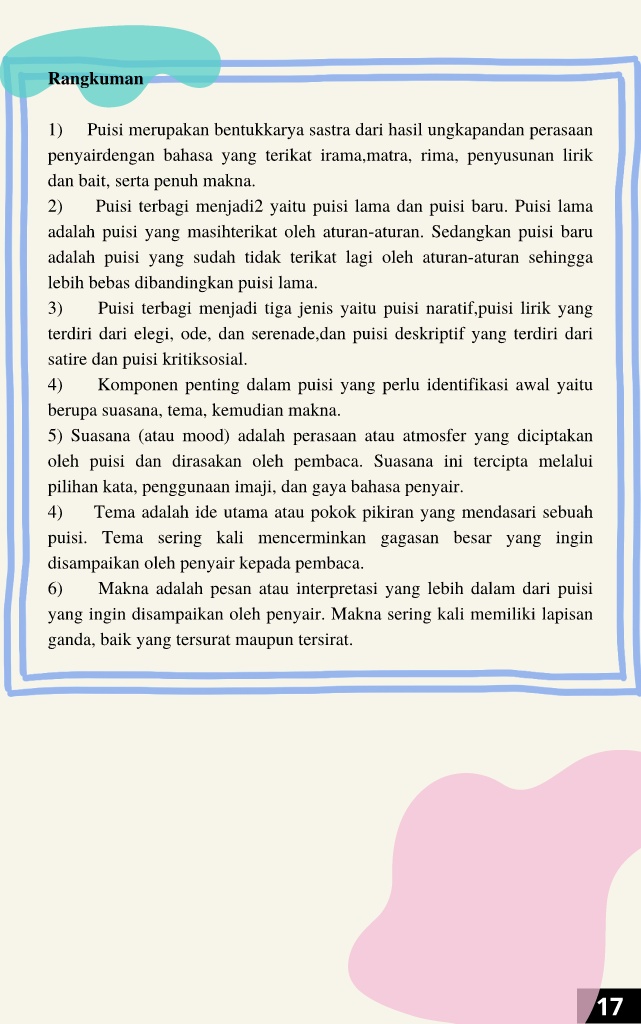 Rangkuman
1) Puisi merupakan bentukkarya sastra dari hasil ungkapandan perasaan
penyairdengan bahasa yang terikat irama,matra, rima, penyusunan lirik
dan bait, serta penuh makna.
2) Puisi terbagi menjadi2 yaitu puisi lama dan puisi baru. Puisi lama
adalah puisi yang masihterikat oleh aturan-aturan. Sedangkan puisi baru
adalah puisi yang sudah tidak terikat lagi oleh aturan-aturan sehingga
lebih bebas dibandingkan puisi lama.
3) Puisi terbagi menjadi tiga jenis yaitu puisi naratif,puisi lirik yang
terdiri dari elegi, ode, dan serenade,dan puisi deskriptif yang terdiri dari
satire dan puisi kritiksosial.
4) Komponen penting dalam puisi yang perlu identifikasi awal yaitu
berupa suasana, tema, kemudian makna.
5) Suasana (atau mood) adalah perasaan atau atmosfer yang diciptakan
oleh puisi dan dirasakan oleh pembaca. Suasana ini tercipta melalui
pilihan kata, penggunaan imaji, dan gaya bahasa penyair.
4) Tema adalah ide utama atau pokok pikiran yang mendasari sebuah
puisi. Tema sering kali mencerminkan gagasan besar yang ingin
disampaikan oleh penyair kepada pembaca.
6) Makna adalah pesan atau interpretasi yang lebih dalam dari puisi
yang ingin disampaikan oleh penyair. Makna sering kali memiliki lapisan
ganda, baik yang tersurat maupun tersirat.
17